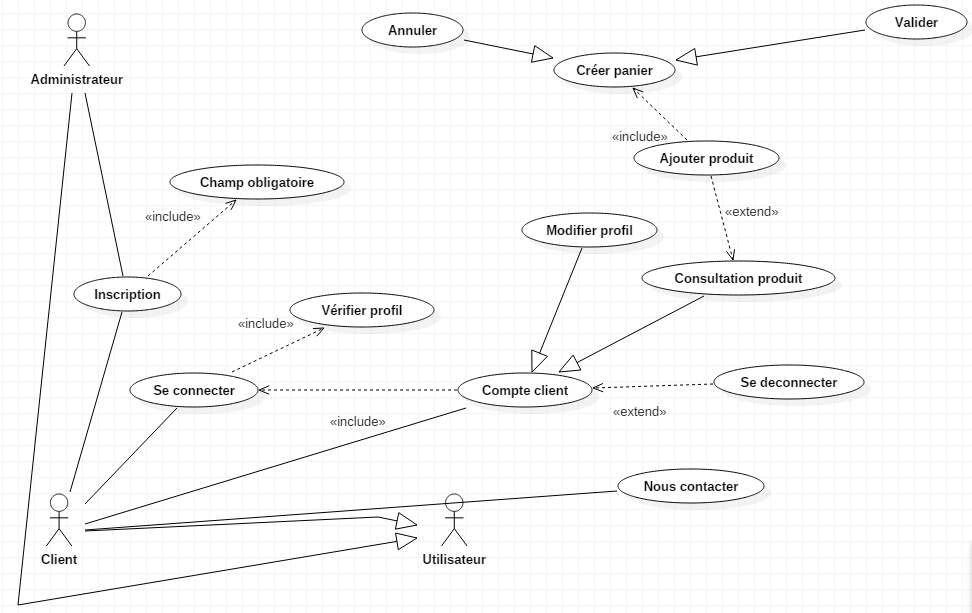 Annuler
Valider
Créer panier
Administrateur
«include»
Ajouter produit
Champ obligatoire
«include»
«extend»
Modifier profil
Consultation produit
Inscription
Vérifier profil
«include»
Se connecter
Compte client
Se deconnecter
«include»
«extend»
Nous contacter
Client
Utilisateur